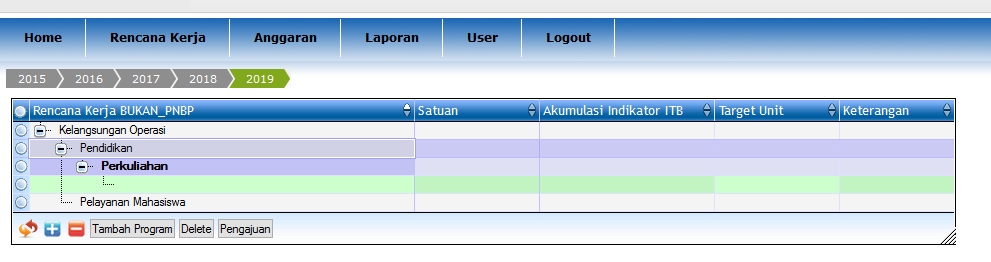 Home Rencana Kerja Anggaran Laporan User Logout
2015 2016 2017 2018 2019
Rencana Kerja BUKAN_PNBP Satuan Akumulasi Indikator ITB Target Unit Keterangan
Kelangsungan Operasi
Pendidikan
Perkuliahan
Pelayanan Mahasiswa
Tambah Program Delete Pengajuan